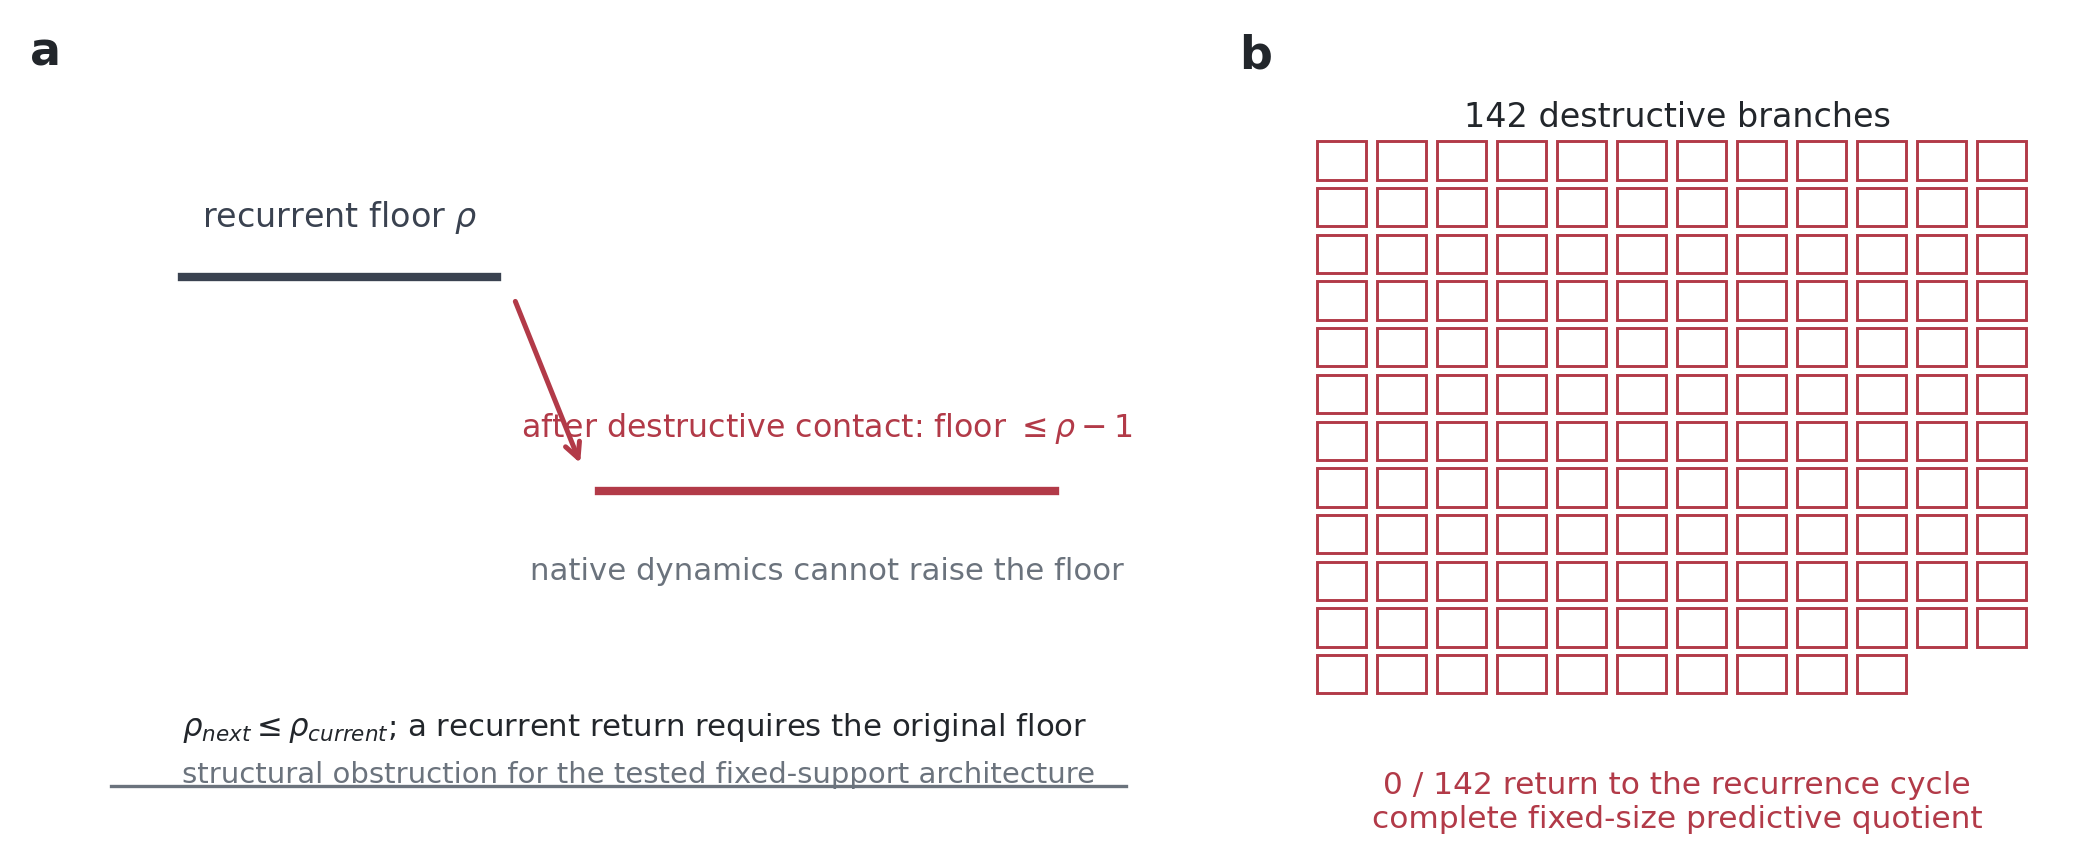 a
recurrent floor ρ
after destructive contact: floor ≤ ρ − 1
native dynamics cannot raise the floor
ρnext ≤ ρcurrent; a recurrent return requires the original floor
structural obstruction for the tested fixed-support architecture
b
142 destructive branches
0 / 142 return to the recurrence cycle
complete fixed-size predictive quotient